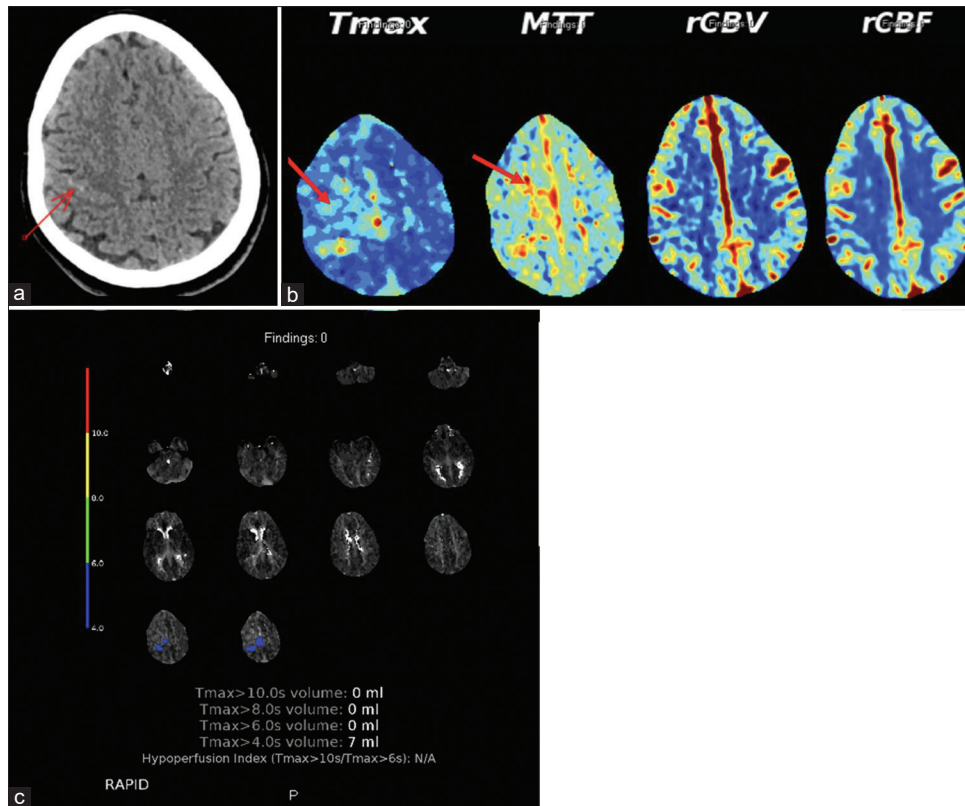 a
Tmax MTT rCBV rCBF
Findings: 0
b
Findings: 0
10.0
8.0
6.0
4.0
Tmax>10.0s volume: 0 ml
Tmax>8.0s volume: 0 ml
Tmax>6.0s volume: 0 ml
Tmax>4.0s volume: 7 ml
Hypoperfusion Index (Tmax>10s/Tmax>6s): N/A
RAPID
P
c